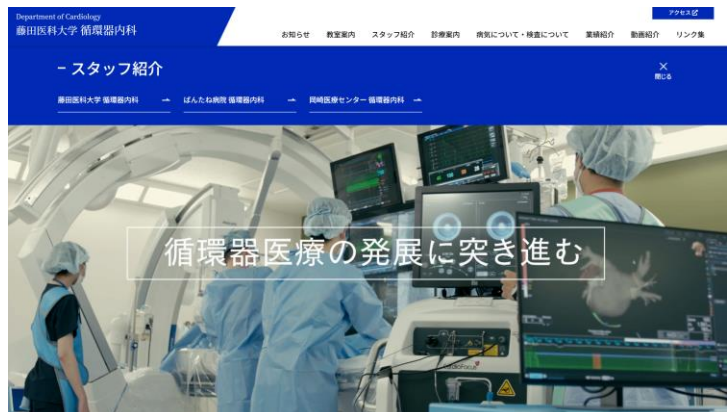 Department of Cardiology
藤田医科大学 循環器内科
アクセス
お知らせ 教室案内 スタッフ紹介 診療案内 病気について・検査について 業績紹介 動画紹介 リンク集
− スタッフ紹介
閉じる
藤田医科大学 循環器内科 ばんたね病院 循環器内科 岡崎医療センター 循環器内科
循環器医療の発展に突き進む